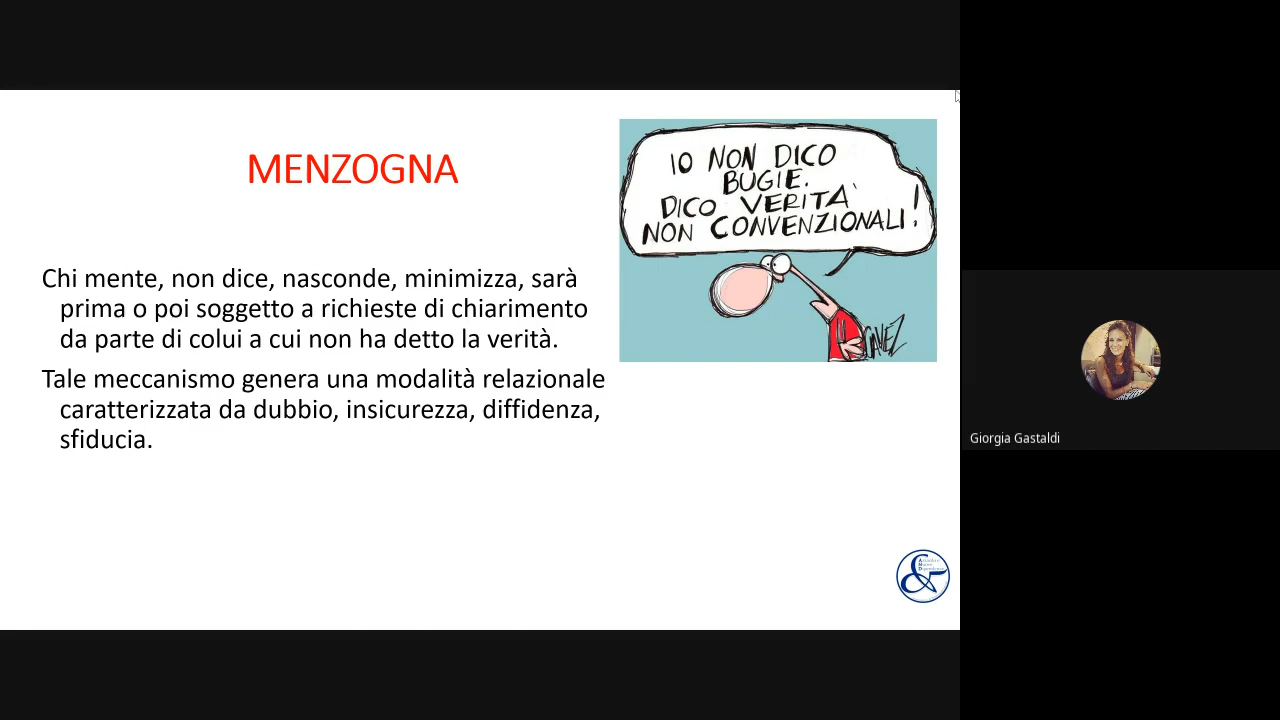 MENZOGNA
Chi mente, non dice, nasconde, minimizza, sarà
prima o poi soggetto a richieste di chiarimento
da parte di colui a cui non ha detto la verità.
Tale meccanismo genera una modalità relazionale
caratterizzata da dubbio, insicurezza, diffidenza,
sfiducia.
IO NON DICO
BUGIE.
DICO VERITÀ
NON CONVENZIONALI!
CAVEZ
Giorgia Gastaldi